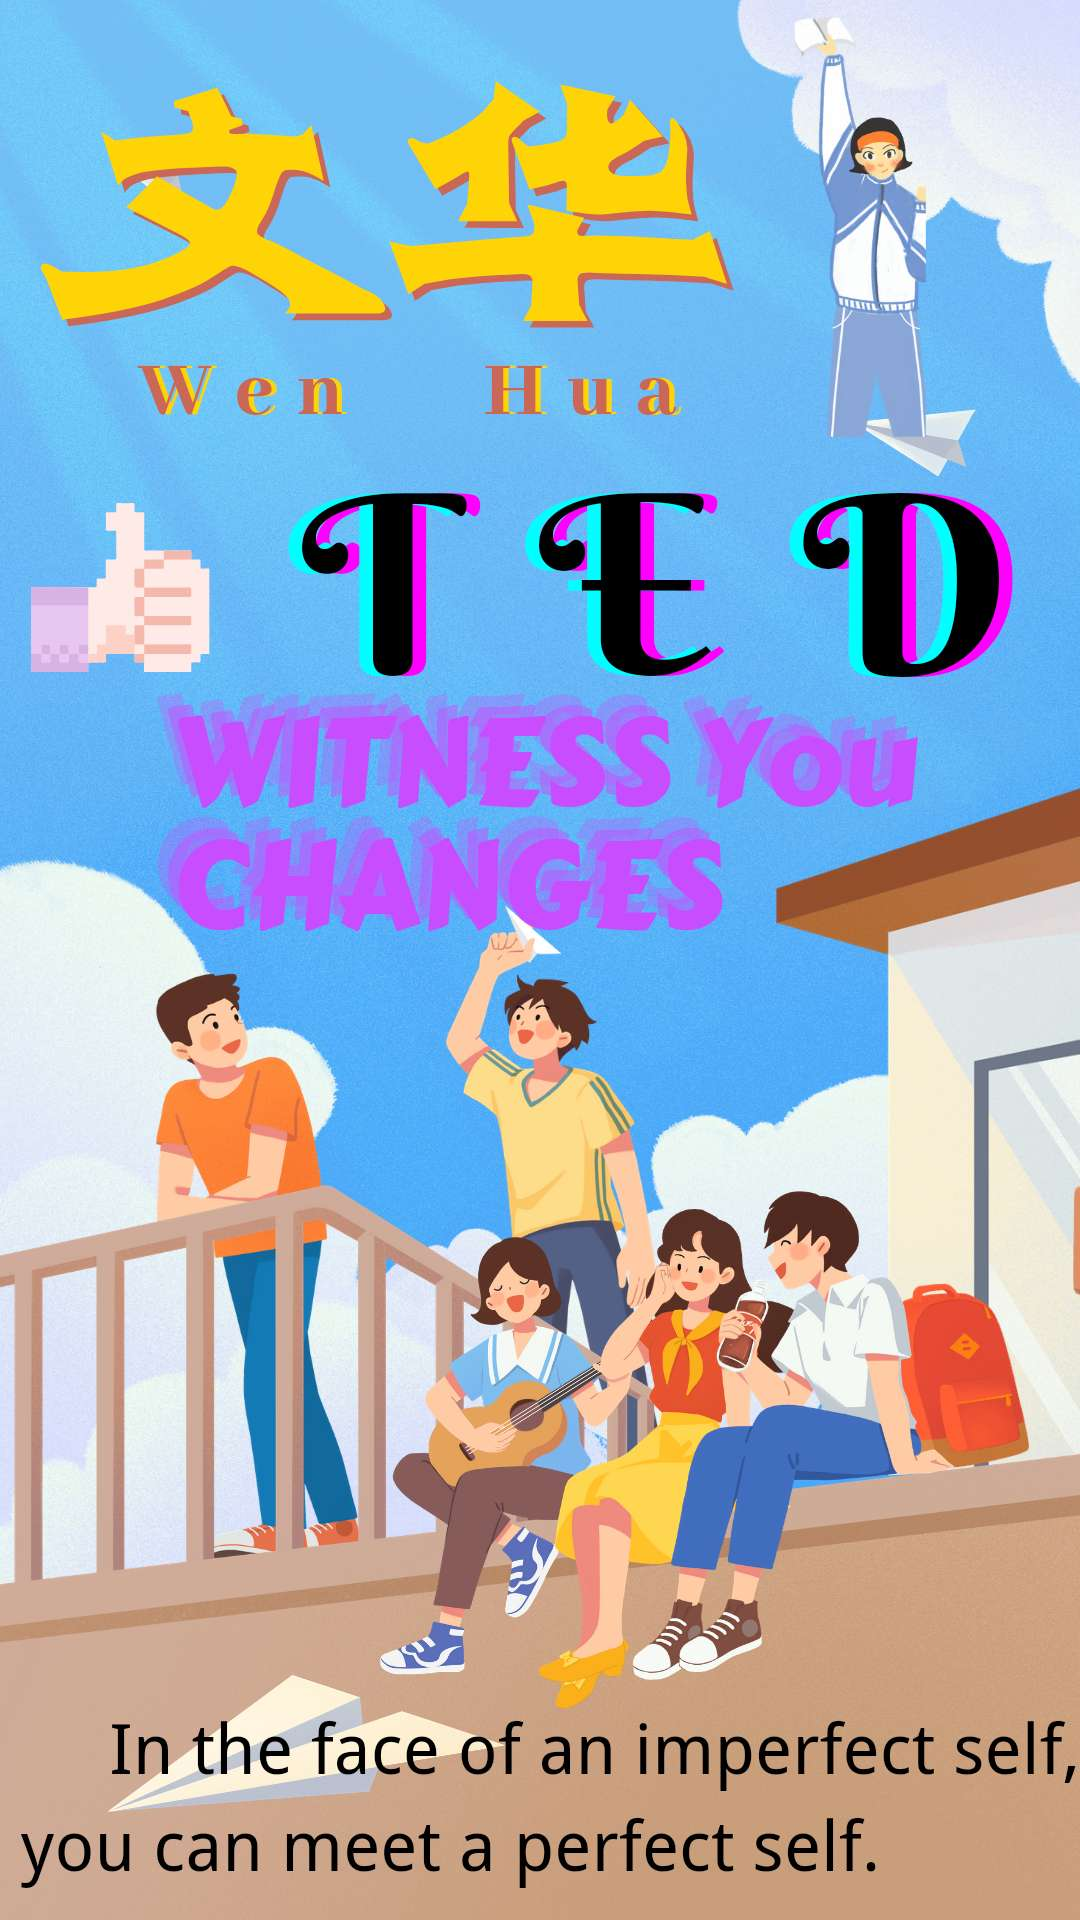 文华
Wen Hua
TED
WITNESS YOU
CHANGES
In the face of an imperfect self,
you can meet a perfect self.